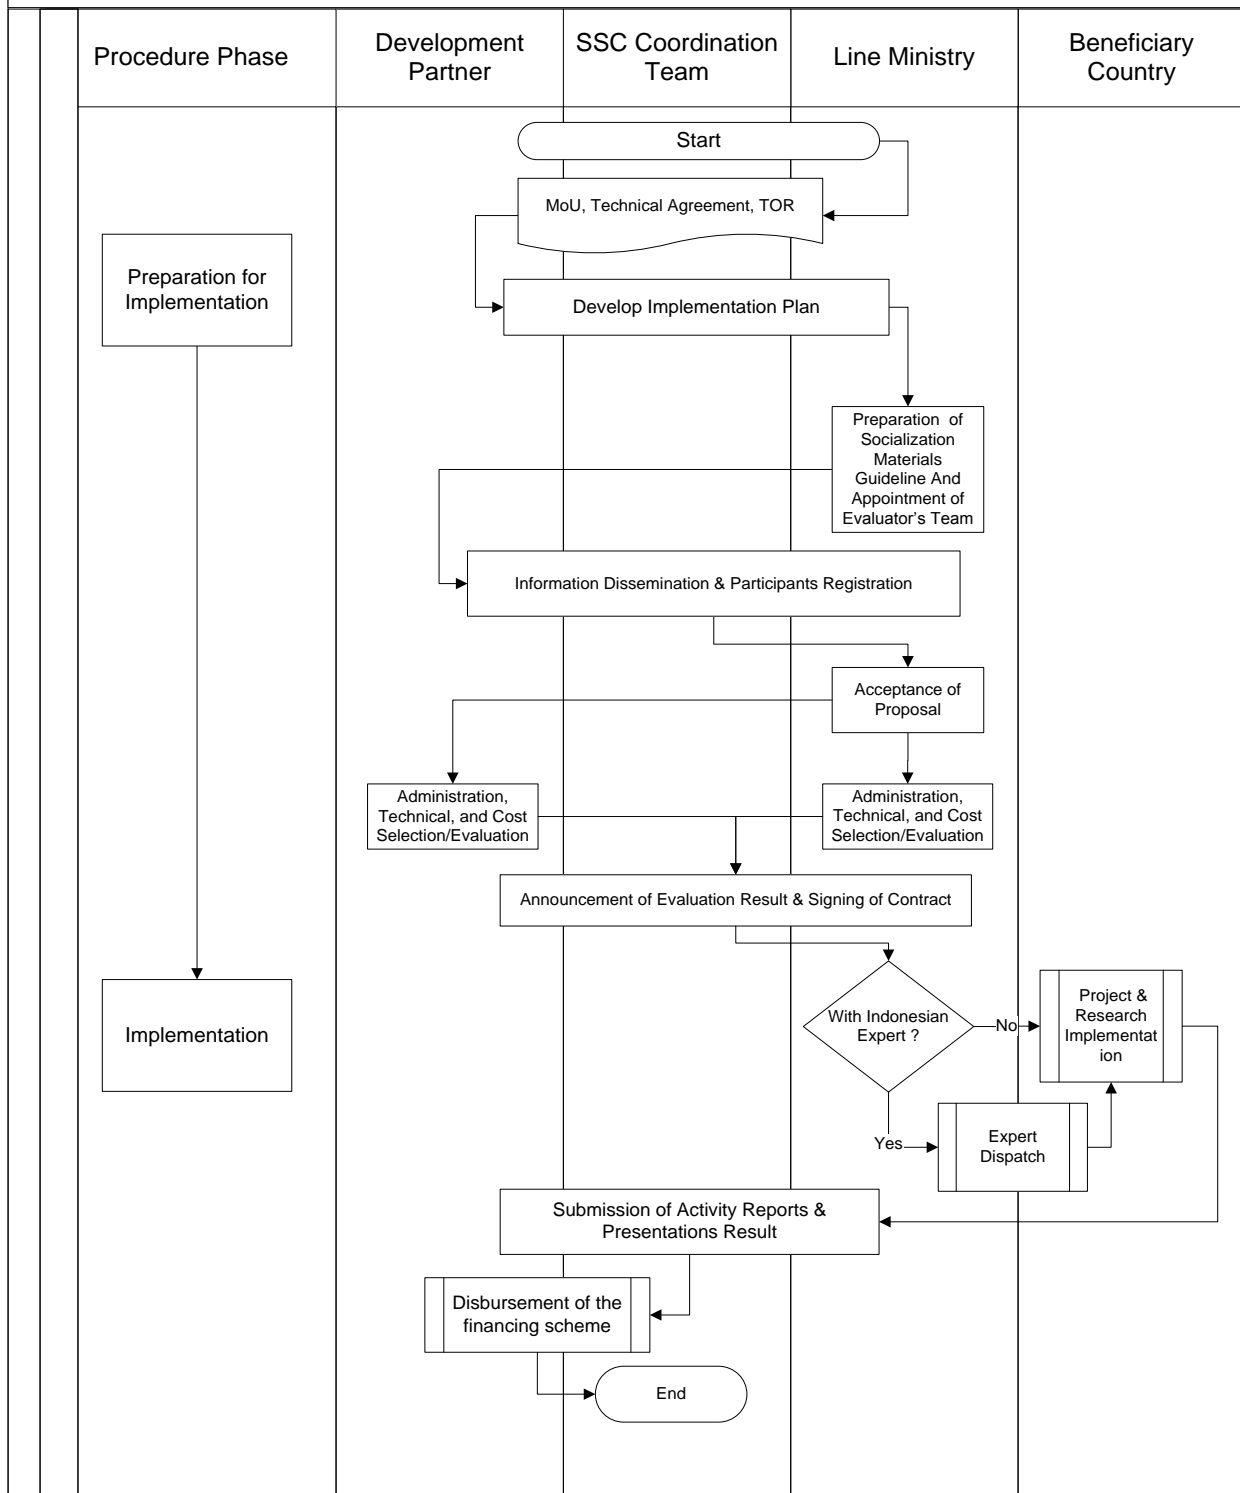 Procedure Phase
Development
Partner
SSC Coordination
Team
Line Ministry
Beneficiary
Country
Start
MoU, Technical Agreement, TOR
Preparation for
Implementation
Develop Implementation Plan
Preparation of
Socialization
Materials
Guideline And
Appointment of
Evaluator's Team
Information Dissemination & Participants Registration
Acceptance of
Proposal
Administration,
Technical, and Cost
Selection/Evaluation
Administration,
Technical, and Cost
Selection/Evaluation
Announcement of Evaluation Result & Signing of Contract
Implementation
With Indonesian
Expert ?
No
Project &
Research
Implementat
ion
Yes
Expert
Dispatch
Submission of Activity Reports &
Presentations Result
Disbursement of the
financing scheme
End